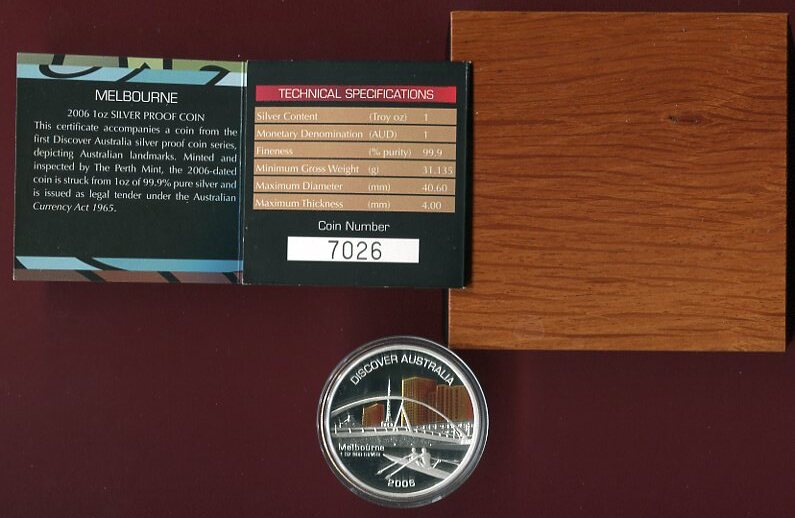 MELBOURNE
2006 1oz SILVER PROOF COIN
This certificate accompanies a coin from the
first Discover Australia silver proof coin series,
depicting Australian landmarks. Minted and
inspected by The Perth Mint, the 2006-dated
coin is struck from 1oz of 99.9% pure silver and
is issued as legal tender under the Australian
Currency Act 1965.
TECHNICAL SPECIFICATIONS
Silver Content (Troy oz) 1
Monetary Denomination (AUD) 1
Fineness (% purity) 99.9
Minimum Gross Weight (g) 31.135
Maximum Diameter (mm) 40.60
Maximum Thickness (mm) 4.00
Coin Number
7026
DISCOVER AUSTRALIA
Melbourne
1 OZ 999 SILVER
2006